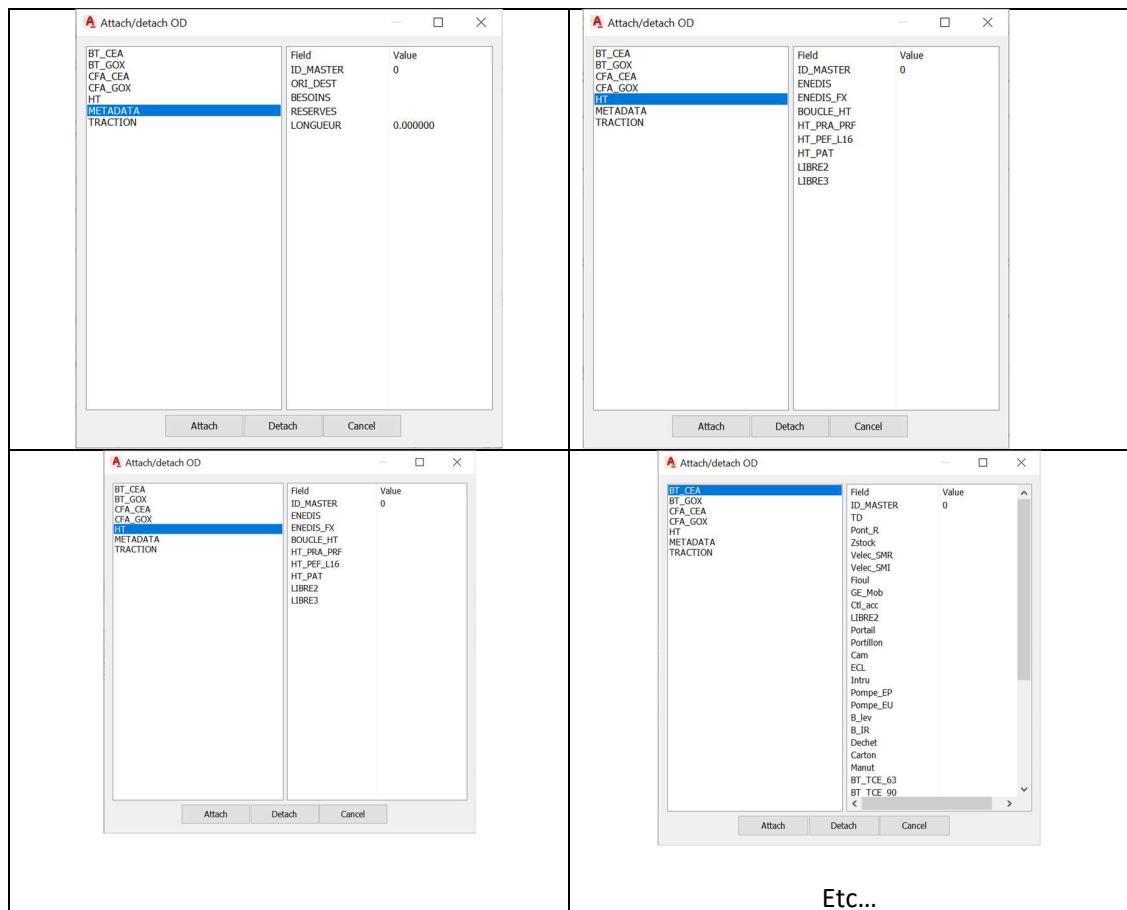 Attach/detach OD
BT_CEA
BT_GOX
CFA_CEA
CFA_GOX
HT
METADATA
TRACTION
Field Value
ID_MASTER 0
ORI_DEST
BESOINS
RESERVES
LONGUEUR 0.000000
Attach Detach Cancel
Attach/detach OD
BT_CEA
BT_GOX
CFA_CEA
CFA_GOX
HT
METADATA
TRACTION
Field Value
ID_MASTER 0
ENEDIS
ENEDIS_FX
BOUCLE_HT
HT_PRA_PRF
HT_PEF_L16
HT_PAT
LIBRE2
LIBRE3
Attach Detach Cancel
Attach/detach OD
BT_CEA
BT_GOX
CFA_CEA
CFA_GOX
HT
METADATA
TRACTION
Field Value
ID_MASTER 0
ENEDIS
ENEDIS_FX
BOUCLE_HT
HT_PRA_PRF
HT_PEF_L16
HT_PAT
LIBRE2
LIBRE3
Attach Detach Cancel
Attach/detach OD
BT_CEA
BT_GOX
CFA_CEA
CFA_GOX
HT
METADATA
TRACTION
Field Value
ID_MASTER 0
TD
Pont_R
Zstock
Velec_SMR
Velec_SMI
Fioul
GE_Mob
Ctl_acc
LIBRE2
Portail
Portillon
Cam
ECL
Intru
Pompe_EP
Pompe_EU
B_lev
B_IR
Dechet
Carton
Manut
BT_TCE_63
BT_TCE_90
Attach Detach Cancel
Etc...